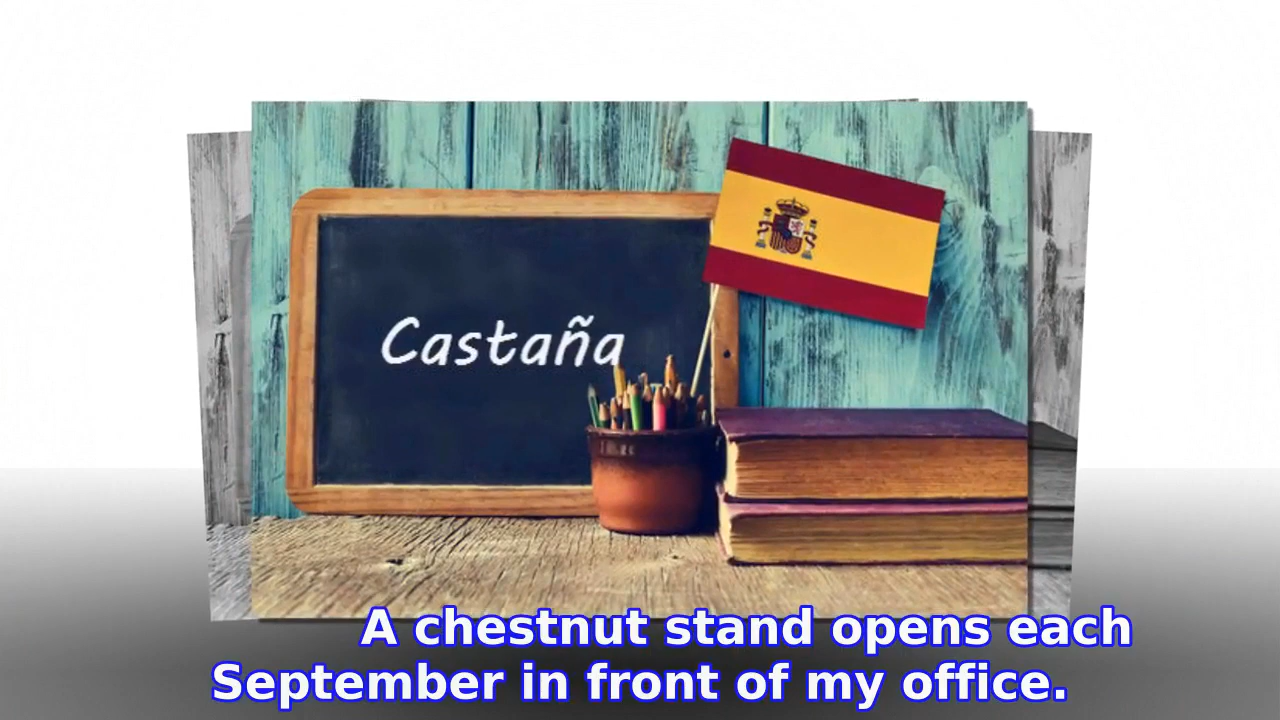 Castaña
A chestnut stand opens each
September in front of my office.